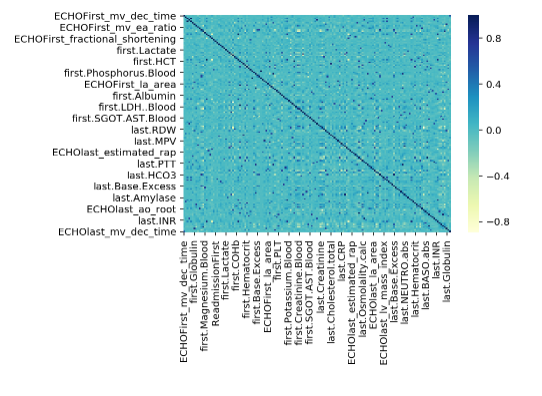 ECHOFirst_mv_dec_time
ECHOFirst_mv_ea_ratio
ECHOFirst_fractional_shortening
first.Lactate
first.HCT
first.Phosphorus.Blood
ECHOFirst_la_area
first.Albumin
first.LDH..Blood
first.SGOT.AST.Blood
last.RDW
last.MPV
ECHOlast_estimated_rap
last.PTT
last.HCO3
last.Base.Excess
last.Amylase
ECHOlast_ao_root
last.INR
ECHOlast_mv_dec_time
0.8
0.4
0.0
−0.4
−0.8
ECHOFirst_mv_dec_time
first.Globulin
first.Magnesium.Blood
ReadmissionFirst
first.Lactate
first.COHb
first.Hematocrit
first.Base.Excess
ECHOFirst_la_area
first.PLT
first.Potassium.Blood
first.Creatinine.Blood
first.SGOT.AST.Blood
last.Creatinine
last.Cholesterol.total
last.CRP
ECHOlast_estimated_rap
last.Osmolality.calc
ECHOlast_la_area
ECHOlast_lv_mass_index
last.Base.Excess
last.NEUTRO.abs
last.Hematocrit
last.BASO.abs
last.INR
last.Globulin